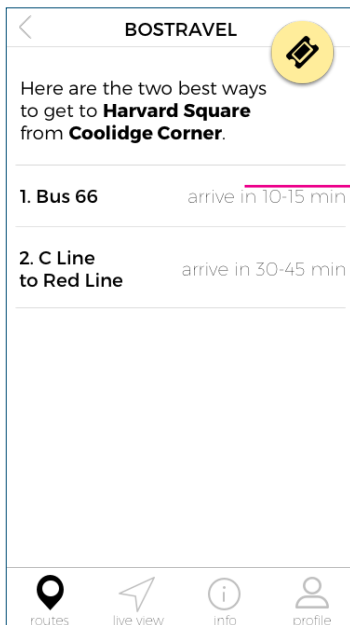 BOSTRAVEL
Here are the two best ways
to get to Harvard Square
from Coolidge Corner.
1. Bus 66 arrive in 10-15 min
2. C Line
to Red Line arrive in 30-45 min
routes live view info profile